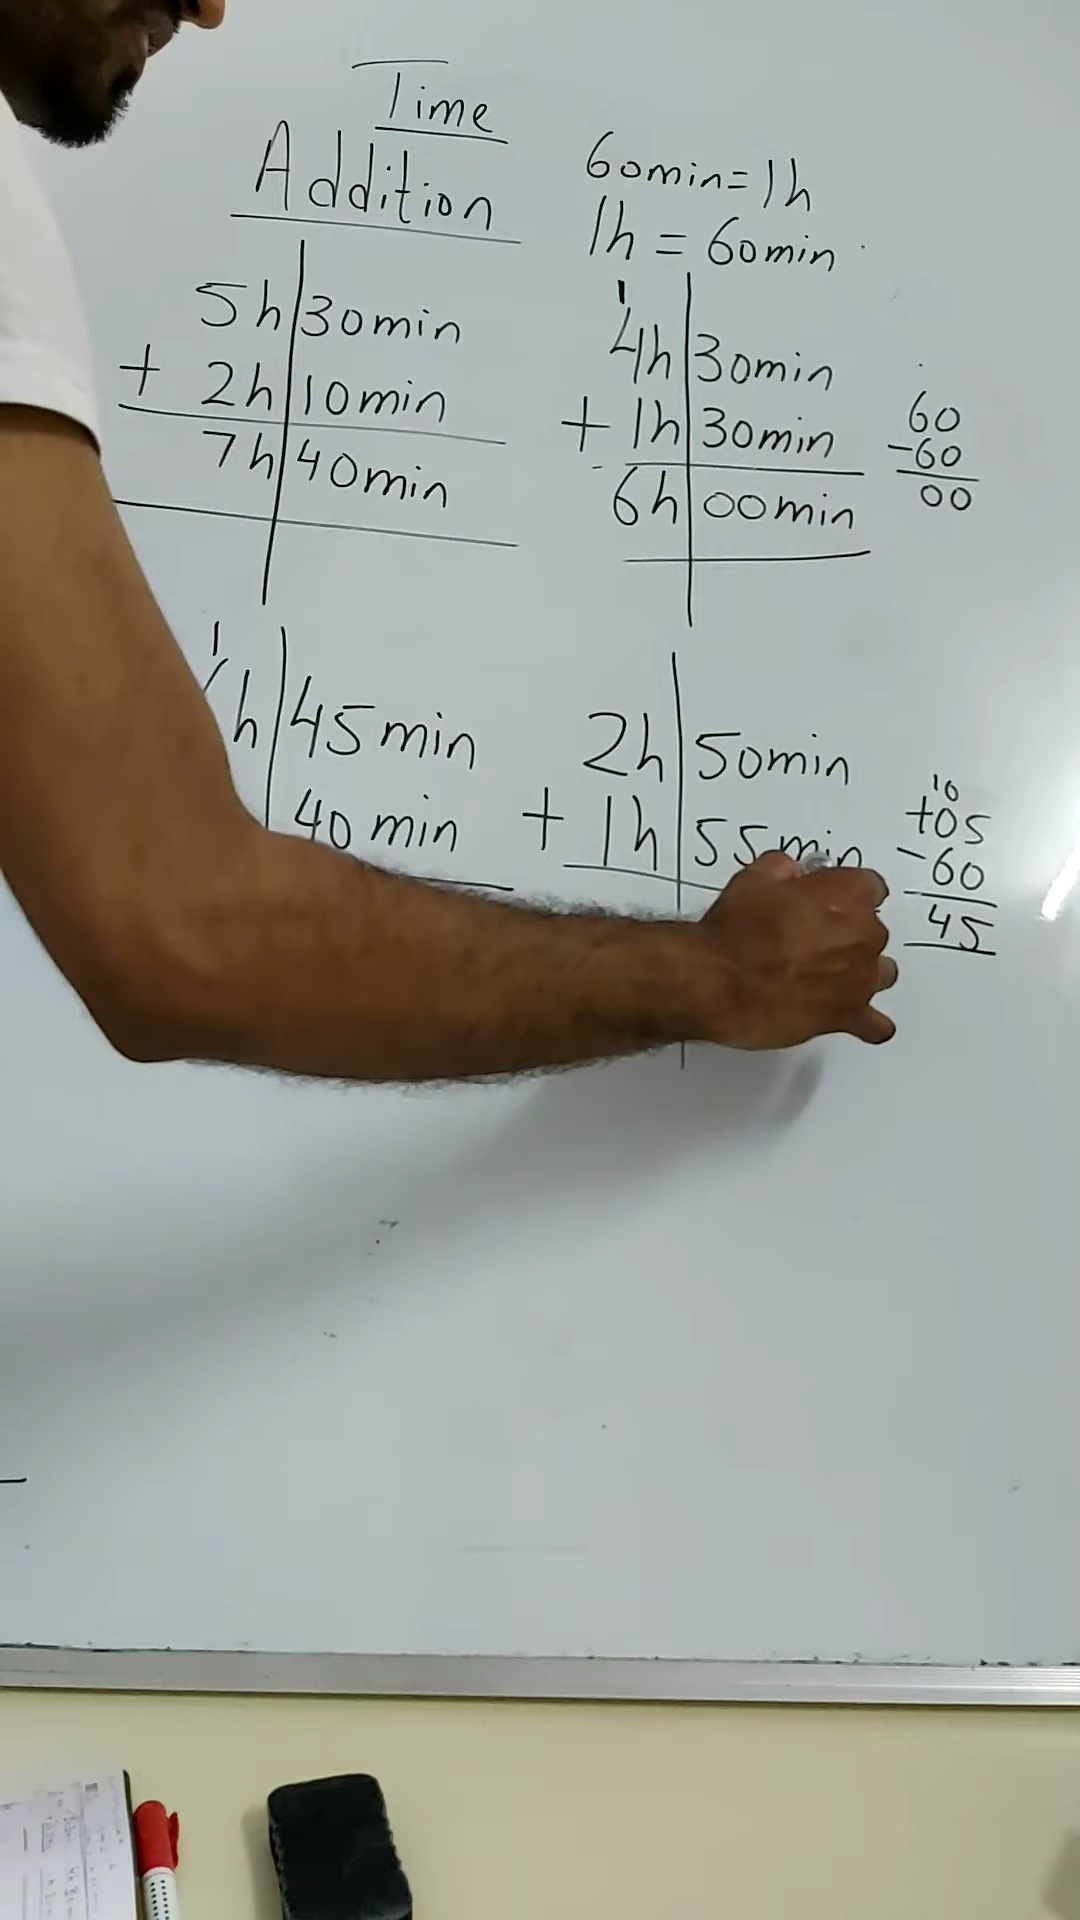 Time
Addition
60min=1h
1h = 60min
5h 30min
+ 2h 10min
7h 40min
1
4h 30min
+ 1h 30min
6h 00min
60
-60
00
1
h 45min
40 min
2h 50min
+ 1h 55min
10
+05
-60
45